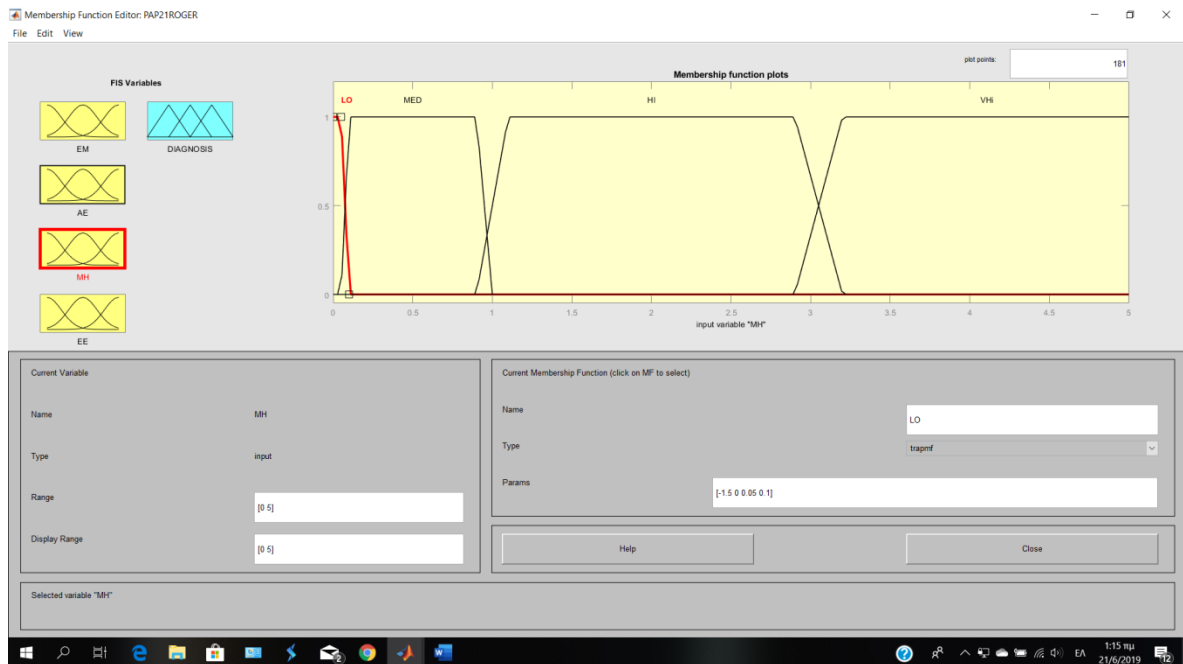 Membership Function Editor: PAP21ROGER
File Edit View
FIS Variables
EM
DIAGNOSIS
AE
MH
EE
plot points:
181
Membership function plots
LO MED HI VHi
1
0.5
0
0 0.5 1 1.5 2 2.5 3 3.5 4 4.5 5
input variable "MH"
Current Variable
Name MH
Type input
Range [0 5]
Display Range [0 5]
Current Membership Function (click on MF to select)
Name LO
Type trapmf
Params [-1.5 0 0.05 0.1]
Help Close
Selected variable "MH"
2
W
ΕΛ
1:15 πμ
21/6/2019
12